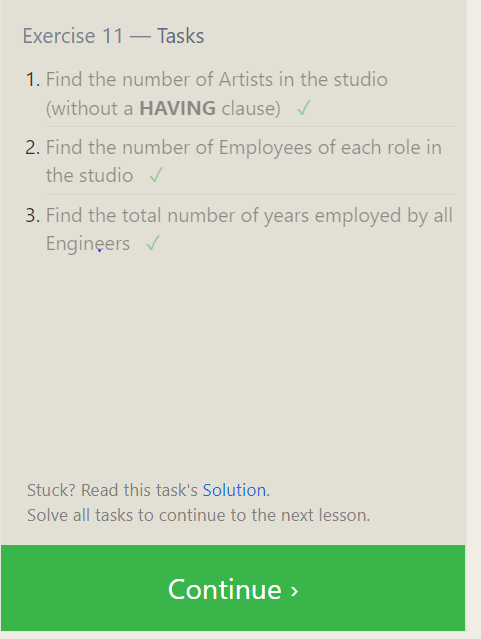 Exercise 11 — Tasks
1. Find the number of Artists in the studio
(without a HAVING clause) ✓
2. Find the number of Employees of each role in
the studio ✓
3. Find the total number of years employed by all
Engineers ✓
Stuck? Read this task's Solution.
Solve all tasks to continue to the next lesson.
Continue ›